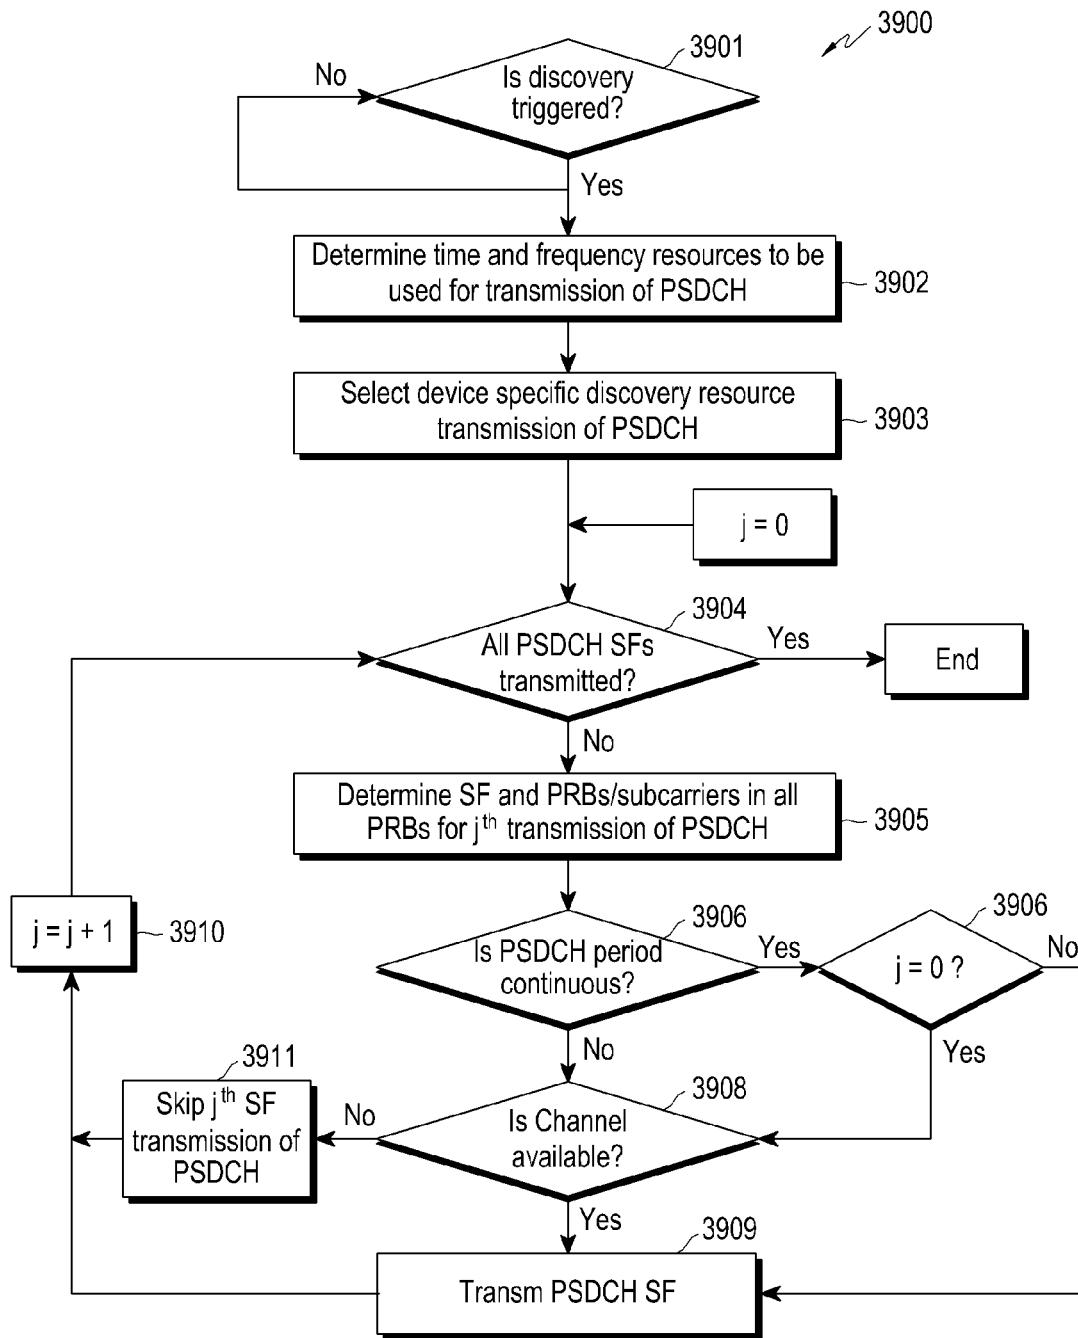 3900
3901
Is discovery
triggered?
No
Yes
Determine time and frequency resources to be
used for transmission of PSDCH
3902
Select device specific discovery resource
transmission of PSDCH
3903
j = 0
3904
All PSDCH SFs
transmitted?
Yes
End
No
Determine SF and PRBs/subcarriers in all
PRBs for jth transmission of PSDCH
3905
j = j + 1
3910
3906
Is PSDCH period
continuous?
Yes
3906
j = 0 ?
No
No
Yes
3911
Skip jth SF
transmission of
PSDCH
No
3908
Is Channel
available?
Yes
3909
Transm PSDCH SF